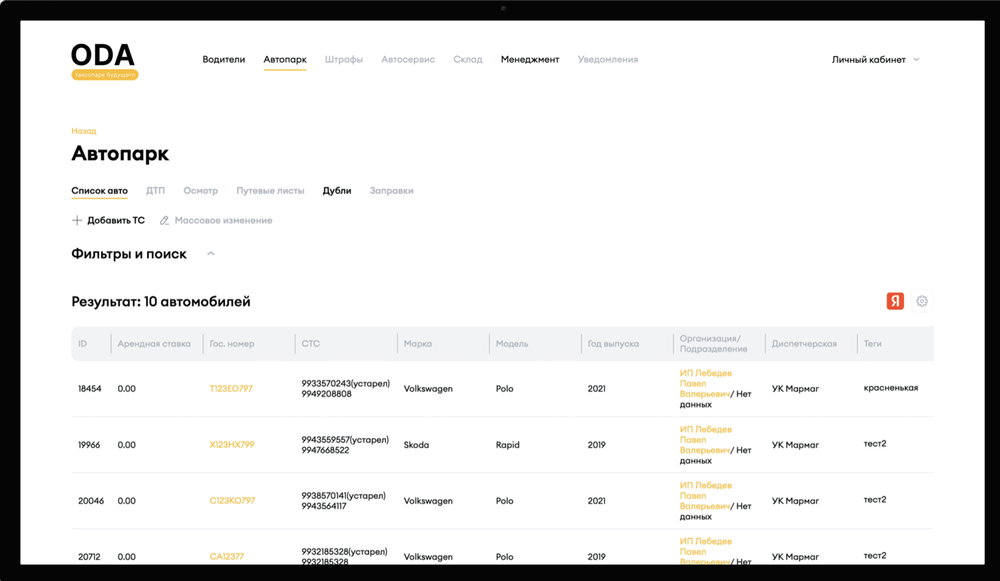 ODA
таксопарк будущего
Водители Автопарк Штрафы Автосервис Склад Менеджмент Уведомления Личный кабинет
Назад
Автопарк
Список авто ДТП Осмотр Путевые листы Дубли Заправки
Добавить ТС Массовое изменение
Фильтры и поиск
Результат: 10 автомобилей
Я
ID Арендная ставка Гос. номер СТС Марка Модель Год выпуска Организация/ Подразделение Диспетчерская Теги
18454 0.00 T123EO797 9933570243(устарел) 9949208808 Volkswagen Polo 2021 ИП Лебедев Павел Валерьевич/ Нет данных УК Мармаг красненькая
19966 0.00 X123HX799 9943559557(устарел) 9947668522 Skoda Rapid 2019 ИП Лебедев Павел Валерьевич/ Нет данных УК Мармаг тест2
20046 0.00 C123KO797 9938570141(устарел) 9943564117 Volkswagen Polo 2021 ИП Лебедев Павел Валерьевич/ Нет данных УК Мармаг тест2
20712 0.00 CA12377 9932185328(устарел) 9932185328 Volkswagen Polo 2019 ИП Лебедев Павел Валерьевич/ Нет УК Мармаг тест2